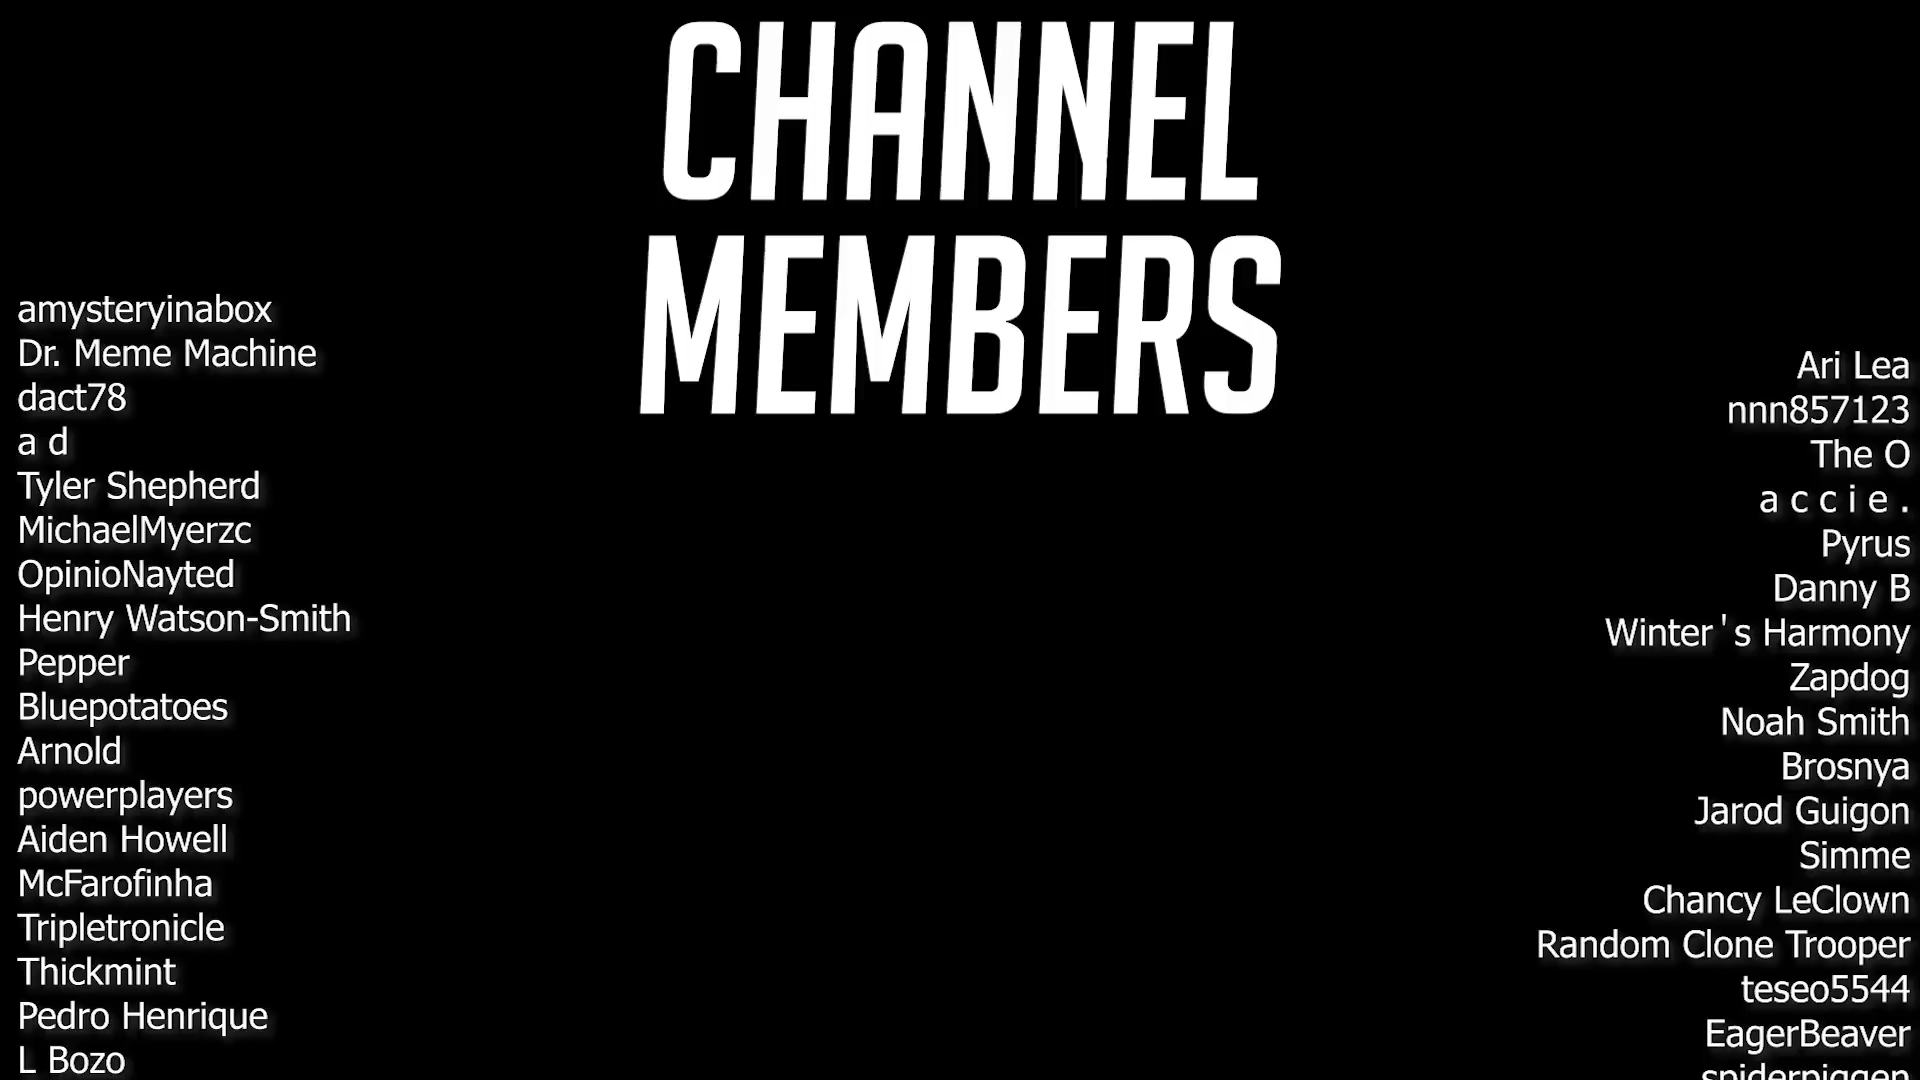 CHANNEL
MEMBERS
amysteryinabox
Dr. Meme Machine
dact78
a d
Tyler Shepherd
MichaelMyerzc
OpinioNayted
Henry Watson-Smith
Pepper
Bluepotatoes
Arnold
powerplayers
Aiden Howell
McFarofinha
Tripletronicle
Thickmint
Pedro Henrique
L Bozo
Ari Lea
nnn857123
The O
a c c i e .
Pyrus
Danny B
Winter's Harmony
Zapdog
Noah Smith
Brosnya
Jarod Guigon
Simme
Chancy LeClown
Random Clone Trooper
teseo5544
EagerBeaver